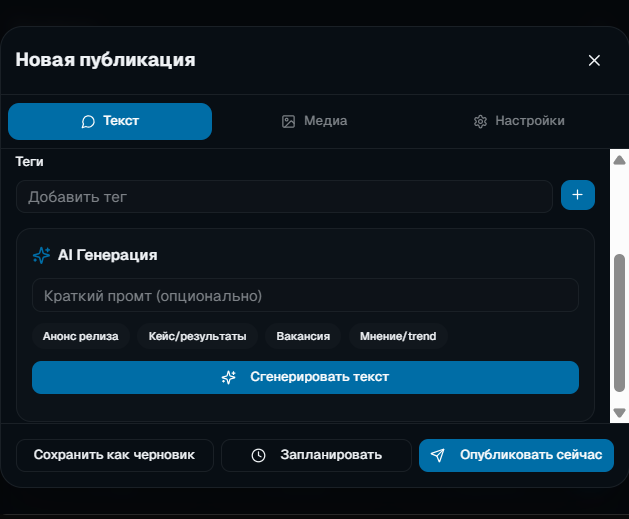 Новая публикация
Текст
Медиа
Настройки
Теги
Добавить тег
AI Генерация
Краткий промт (опционально)
Анонс релиза
Кейс/результаты
Вакансия
Мнение/trend
Сгенерировать текст
Сохранить как черновик
Запланировать
Опубликовать сейчас